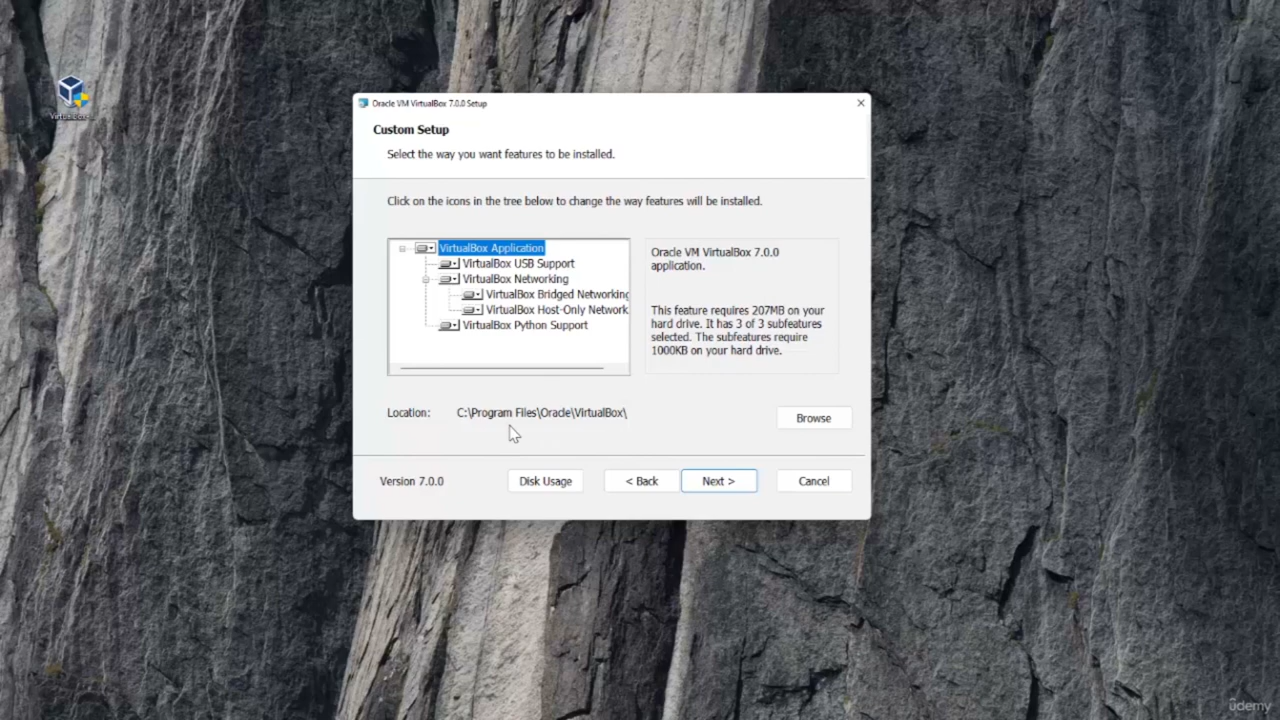 Oracle VM VirtualBox 7.0.0 Setup
Custom Setup
Select the way you want features to be installed.
Click on the icons in the tree below to change the way features will be installed.
VirtualBox Application
VirtualBox USB Support
VirtualBox Networking
VirtualBox Bridged Networking
VirtualBox Host-Only Network
VirtualBox Python Support
Oracle VM VirtualBox 7.0.0
application.
This feature requires 207MB on your
hard drive. It has 3 of 3 subfeatures
selected. The subfeatures require
1000KB on your hard drive.
Location: C:\Program Files\Oracle\VirtualBox\
Browse
Version 7.0.0
Disk Usage
< Back
Next >
Cancel
udemy